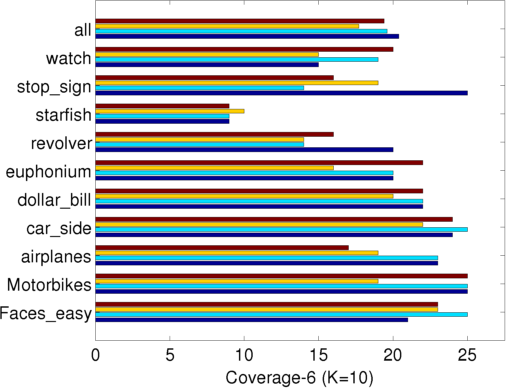 all
watch
stop_sign
starfish
revolver
euphonium
dollar_bill
car_side
airplanes
Motorbikes
Faces_easy
0 5 10 15 20 25
Coverage-6 (K=10)